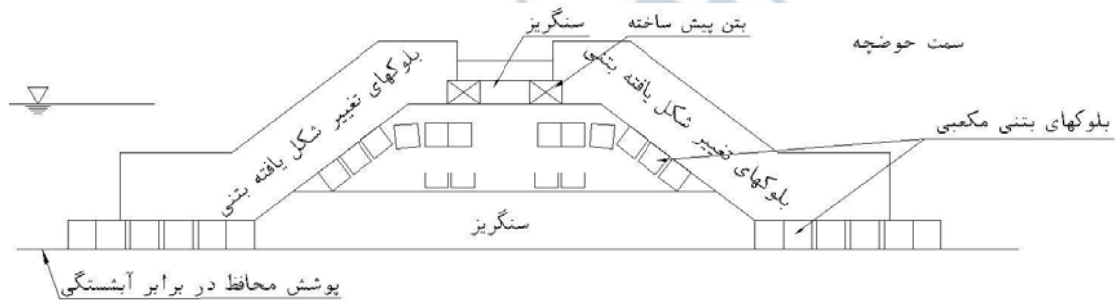 سنگریز
بتن پیش ساخته
سمت حوضچه
بلوکهای تغییر شکل یافته بتنی
بلوکهای تغییر شکل یافته بتنی
بلوکهای بتنی مکعبی
سنگریز
پوشش محافظ در برابر آبشستگی